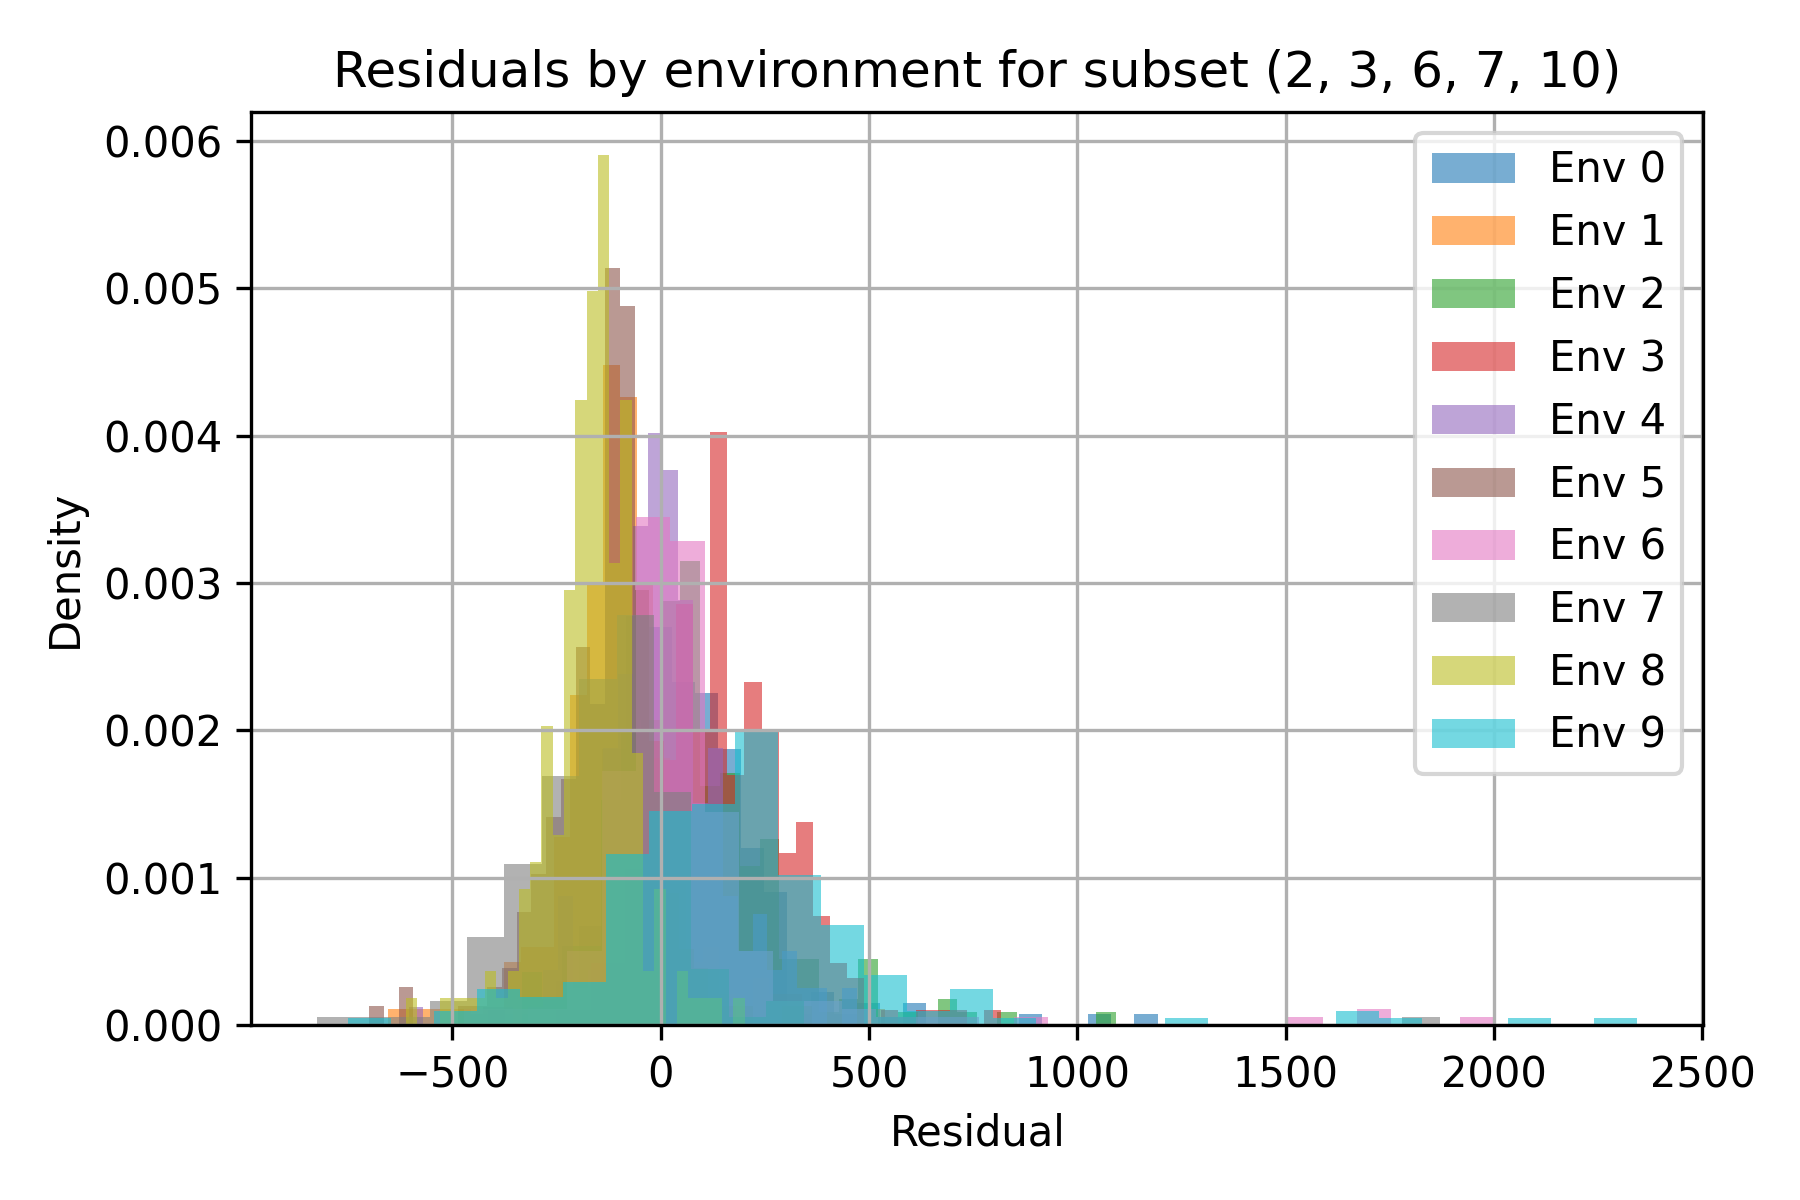 Residuals by environment for subset (2, 3, 6, 7, 10)
0.006
0.005
0.004
0.003
0.002
0.001
0.000
Density
−500
0
500
1000
1500
2000
2500
Residual
Env 0
Env 1
Env 2
Env 3
Env 4
Env 5
Env 6
Env 7
Env 8
Env 9